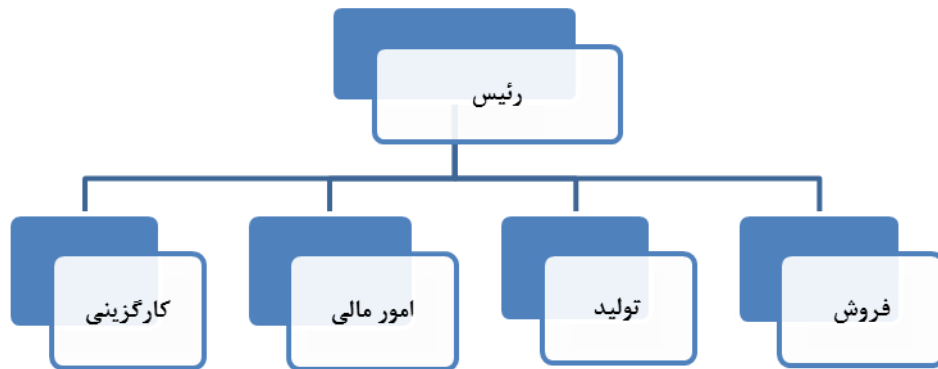 رئیس
فروش
تولید
امور مالی
کارگزینی